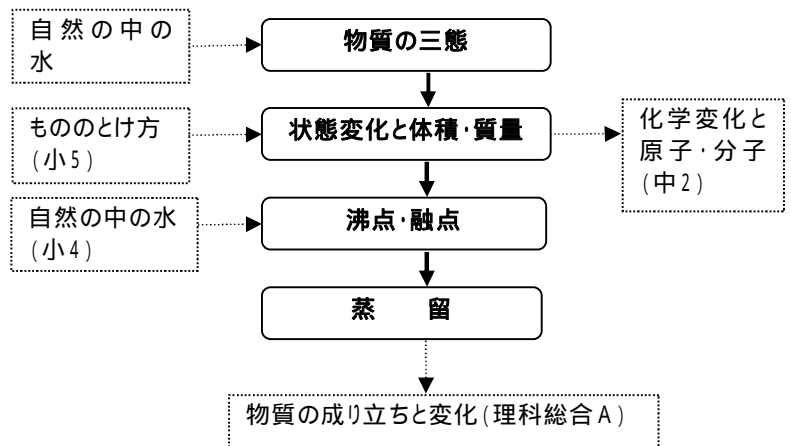 自然の中の
水
物質の三態
もののとけ方
(小5)
状態変化と体積・質量
化学変化と
原子・分子
(中2)
自然の中の水
(小4)
沸点・融点
蒸　留
物質の成り立ちと変化(理科総合A)